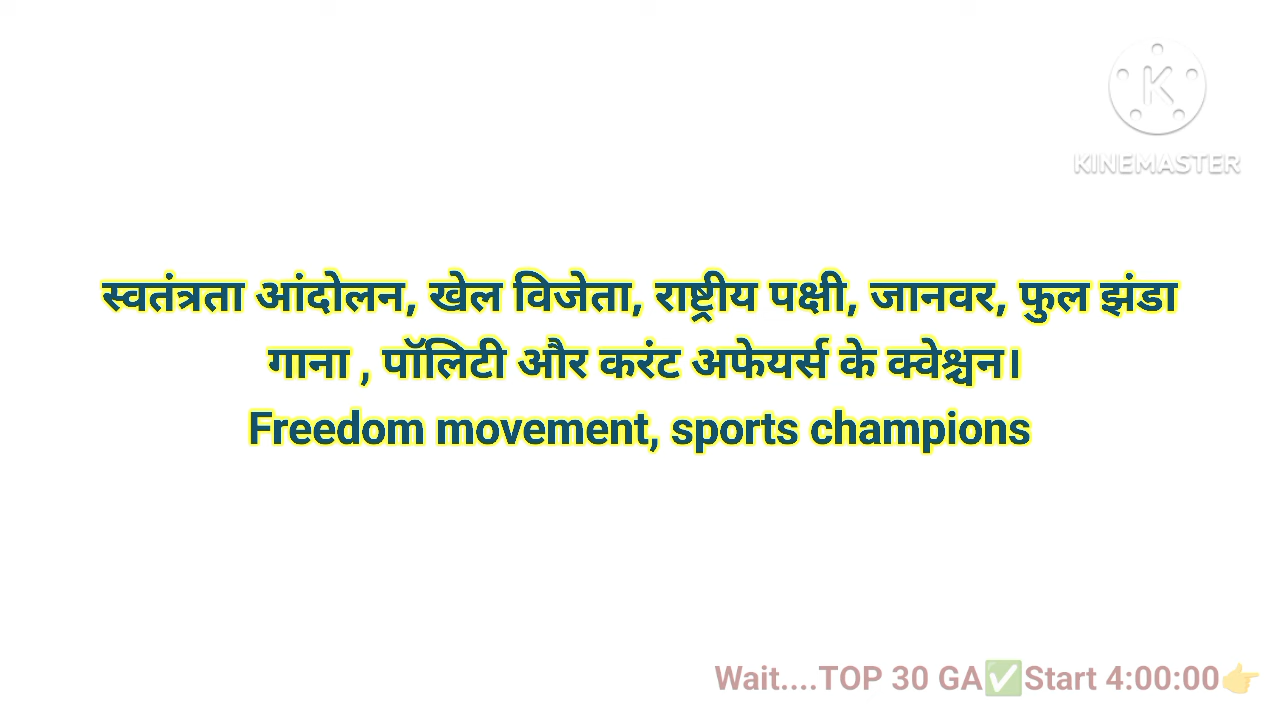 KINEMASTER
स्वतंत्रता आंदोलन, खेल विजेता, राष्ट्रीय पक्षी, जानवर, फुल झंडा
गाना , पॉलिटी और करंट अफेयर्स के क्वेश्चन।
Freedom movement, sports champions
Wait....TOP 30 GA✅Start 4:00:00👉